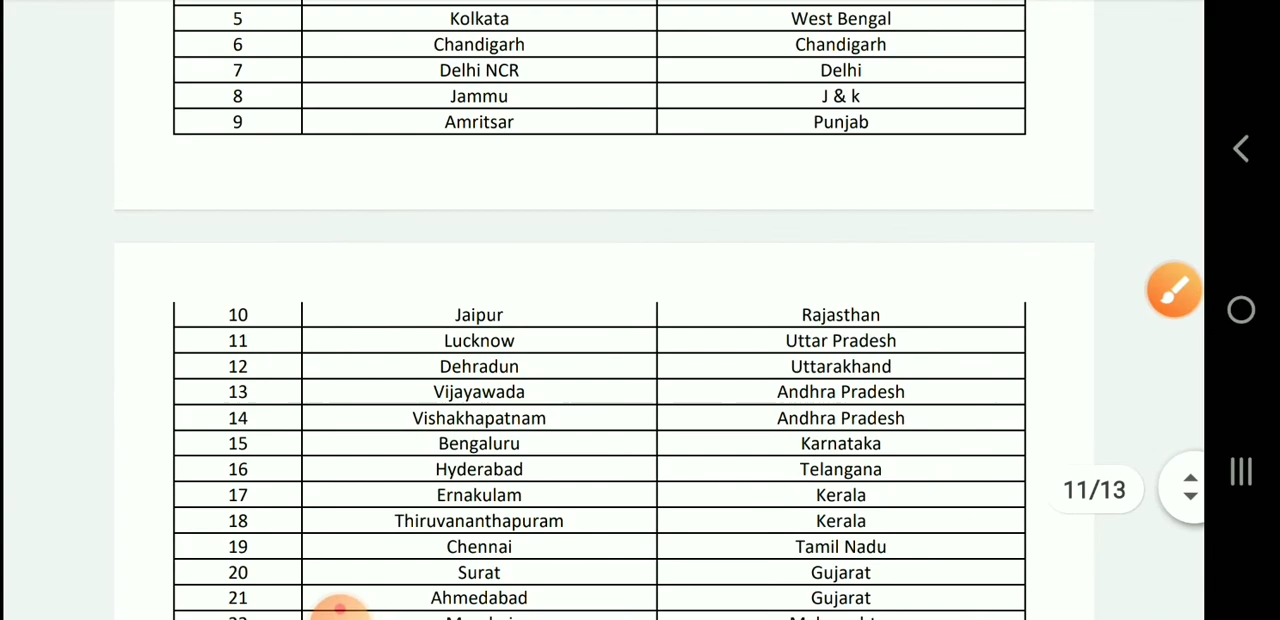 5 Kolkata West Bengal
6 Chandigarh Chandigarh
7 Delhi NCR Delhi
8 Jammu J & k
9 Amritsar Punjab
10 Jaipur Rajasthan
11 Lucknow Uttar Pradesh
12 Dehradun Uttarakhand
13 Vijayawada Andhra Pradesh
14 Vishakhapatnam Andhra Pradesh
15 Bengaluru Karnataka
16 Hyderabad Telangana
17 Ernakulam Kerala
11/13
18 Thiruvananthapuram Kerala
19 Chennai Tamil Nadu
20 Surat Gujarat
21 Ahmedabad Gujarat